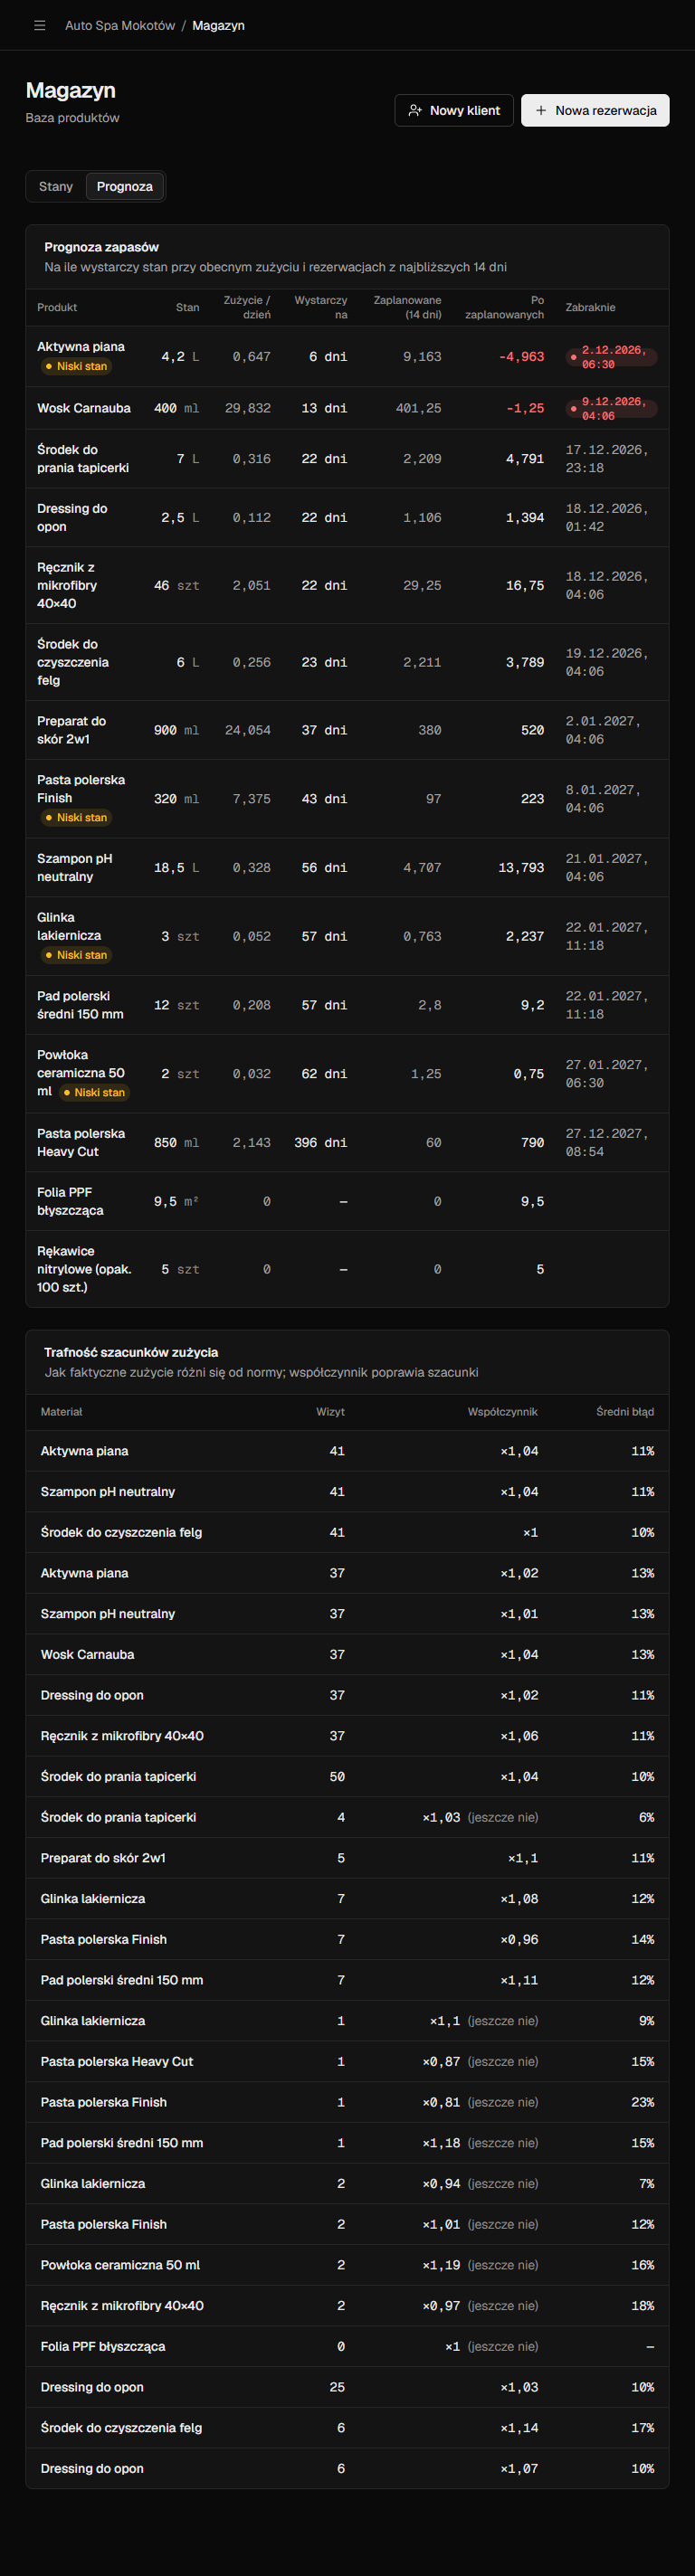 Auto Spa Mokotów / Magazyn
Magazyn
Baza produktów
Nowy klient
Nowa rezerwacja
Stany
Prognoza
Prognoza zapasów
Na ile wystarczy stan przy obecnym zużyciu i rezerwacjach z najbliższych 14 dni
Produkt Stan Zużycie / dzień Wystarczy na Zaplanowane (14 dni) Po zaplanowanych Zabraknie
Aktywna piana Niski stan 4,2 L 0,647 6 dni 9,163 -4,963 2.12.2026, 06:30
Wosk Carnauba 400 ml 29,832 13 dni 401,25 -1,25 9.12.2026, 04:06
Środek do prania tapicerki 7 L 0,316 22 dni 2,209 4,791 17.12.2026, 23:18
Dressing do opon 2,5 L 0,112 22 dni 1,106 1,394 18.12.2026, 01:42
Ręcznik z mikrofibry 40×40 46 szt 2,051 22 dni 29,25 16,75 18.12.2026, 04:06
Środek do czyszczenia felg 6 L 0,256 23 dni 2,211 3,789 19.12.2026, 04:06
Preparat do skór 2w1 900 ml 24,054 37 dni 380 520 2.01.2027, 04:06
Pasta polerska Finish Niski stan 320 ml 7,375 43 dni 97 223 8.01.2027, 04:06
Szampon pH neutralny 18,5 L 0,328 56 dni 4,707 13,793 21.01.2027, 04:06
Glinka lakiernicza Niski stan 3 szt 0,052 57 dni 0,763 2,237 22.01.2027, 11:18
Pad polerski średni 150 mm 12 szt 0,208 57 dni 2,8 9,2 22.01.2027, 11:18
Powłoka ceramiczna 50 ml Niski stan 2 szt 0,032 62 dni 1,25 0,75 27.01.2027, 06:30
Pasta polerska Heavy Cut 850 ml 2,143 396 dni 60 790 27.12.2027, 08:54
Folia PPF błyszcząca 9,5 m² 0 — 0 9,5
Rękawice nitrylowe (opak. 100 szt.) 5 szt 0 — 0 5
Trafność szacunków zużycia
Jak faktyczne zużycie różni się od normy; współczynnik poprawia szacunki
Materiał Wizyt Współczynnik Średni błąd
Aktywna piana 41 ×1,04 11%
Szampon pH neutralny 41 ×1,04 11%
Środek do czyszczenia felg 41 ×1 10%
Aktywna piana 37 ×1,02 13%
Szampon pH neutralny 37 ×1,01 13%
Wosk Carnauba 37 ×1,04 13%
Dressing do opon 37 ×1,02 11%
Ręcznik z mikrofibry 40×40 37 ×1,06 11%
Środek do prania tapicerki 50 ×1,04 10%
Środek do prania tapicerki 4 ×1,03 (jeszcze nie) 6%
Preparat do skór 2w1 5 ×1,1 11%
Glinka lakiernicza 7 ×1,08 12%
Pasta polerska Finish 7 ×0,96 14%
Pad polerski średni 150 mm 7 ×1,11 12%
Glinka lakiernicza 1 ×1,1 (jeszcze nie) 9%
Pasta polerska Heavy Cut 1 ×0,87 (jeszcze nie) 15%
Pasta polerska Finish 1 ×0,81 (jeszcze nie) 23%
Pad polerski średni 150 mm 1 ×1,18 (jeszcze nie) 15%
Glinka lakiernicza 2 ×0,94 (jeszcze nie) 7%
Pasta polerska Finish 2 ×1,01 (jeszcze nie) 12%
Powłoka ceramiczna 50 ml 2 ×1,19 (jeszcze nie) 16%
Ręcznik z mikrofibry 40×40 2 ×0,97 (jeszcze nie) 18%
Folia PPF błyszcząca 0 ×1 (jeszcze nie) —
Dressing do opon 25 ×1,03 10%
Środek do czyszczenia felg 6 ×1,14 17%
Dressing do opon 6 ×1,07 10%